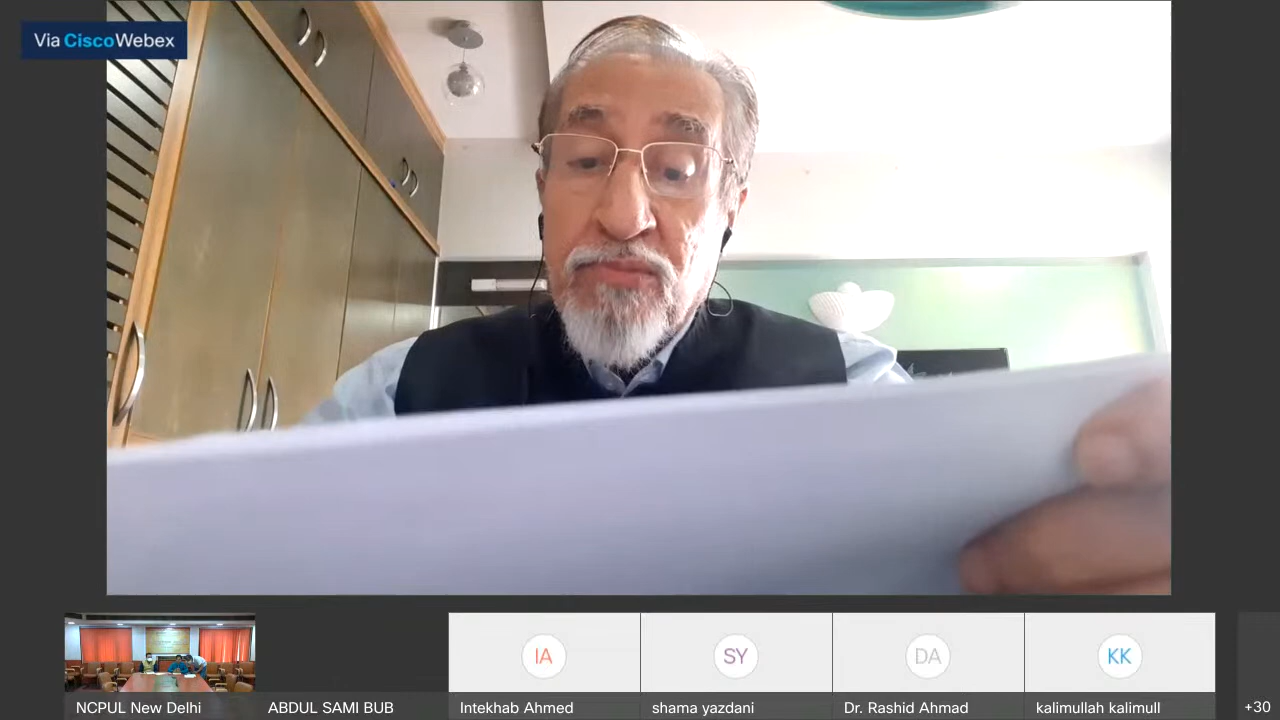 Via CiscoWebex
IA
SY
DA
KK
NCPUL New Delhi
ABDUL SAMI BUB
Intekhab Ahmed
shama yazdani
Dr. Rashid Ahmad
kalimullah kalimull
+30